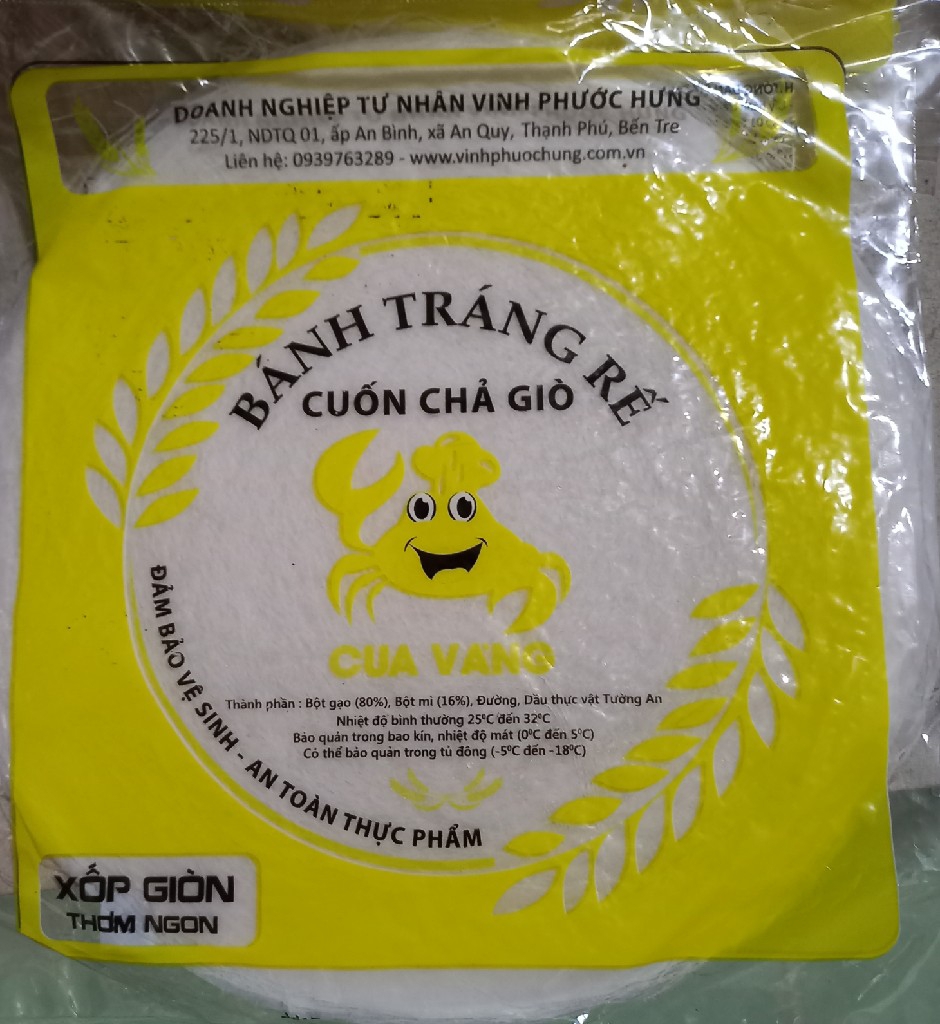 DOANH NGHIỆP TƯ NHÂN VINH PHƯỚC HƯNG
225/1, NDTQ 01, ấp An Bình, xã An Quy, Thạnh Phú, Bến Tre
Liên hệ: 0939763289 - www.vinhphuochung.com.vn
BÁNH TRÁNG RẾ
CUỐN CHẢ GIÒ
CUA VÀNG
Thành phần : Bột gạo (80%), Bột mì (16%), Đường, Dầu thực vật Tường An
Nhiệt độ bình thường 25°C đến 32°C
Bảo quản trong bao kín, nhiệt độ mát (0°C đến 5°C)
Có thể bảo quản trong tủ đông (-5°C đến -18°C)
ĐẢM BẢO VỆ SINH - AN TOÀN THỰC PHẨM
XỐP GIÒN
THƠM NGON